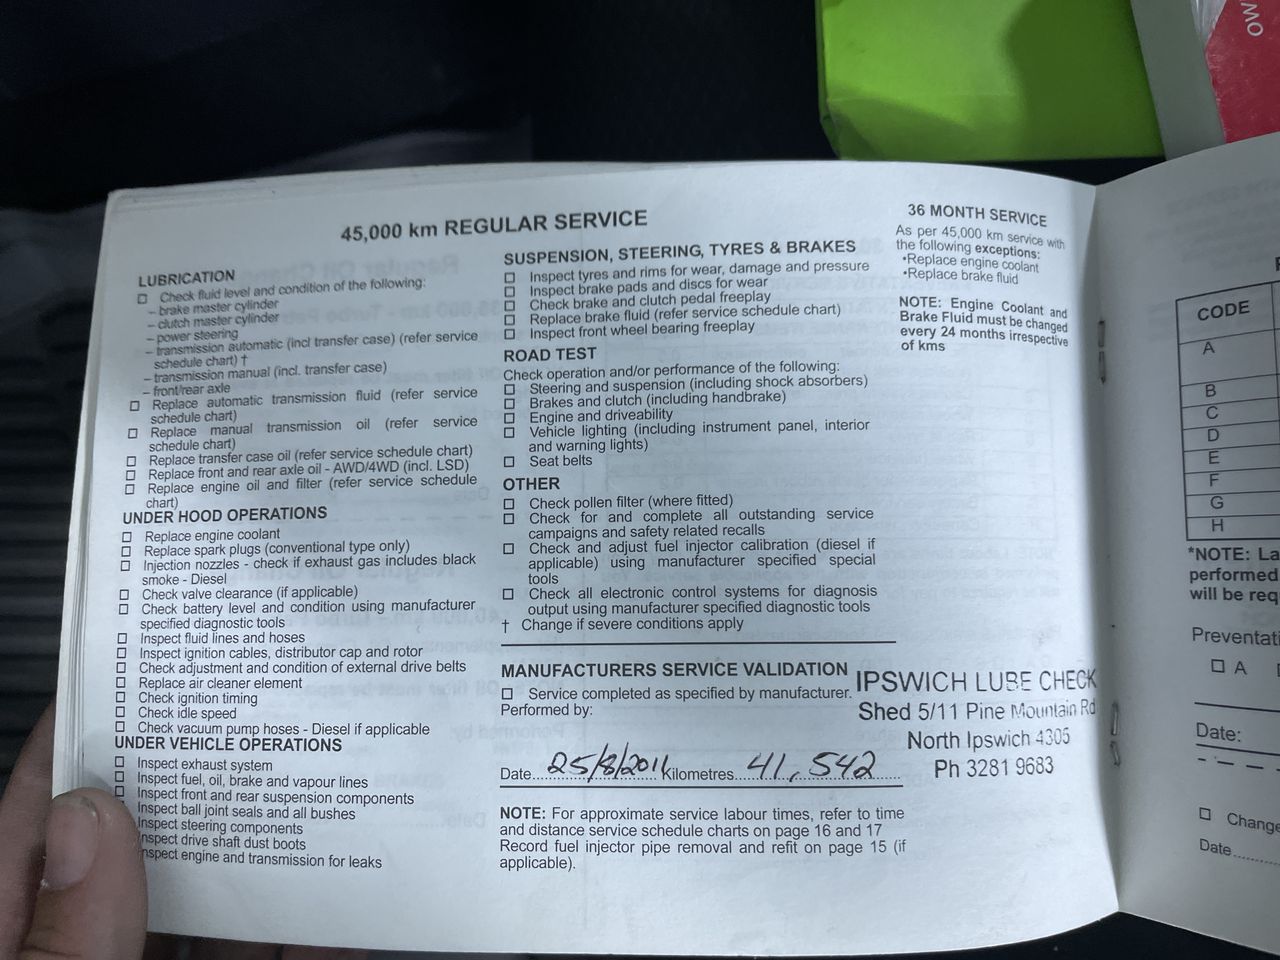 45,000 km REGULAR SERVICE
LUBRICATION
☐ Check fluid level and condition of the following:
– brake master cylinder
– clutch master cylinder
– power steering
– transmission automatic (incl transfer case) (refer service
schedule chart) †
– transmission manual (incl. transfer case)
– front/rear axle
☐ Replace automatic transmission fluid (refer service
schedule chart)
☐ Replace manual transmission oil (refer service
schedule chart)
☐ Replace transfer case oil (refer service schedule chart)
☐ Replace front and rear axle oil - AWD/4WD (incl. LSD)
☐ Replace engine oil and filter (refer service schedule
chart)
UNDER HOOD OPERATIONS
☐ Replace engine coolant
☐ Replace spark plugs (conventional type only)
☐ Injection nozzles - check if exhaust gas includes black
smoke - Diesel
☐ Check valve clearance (if applicable)
☐ Check battery level and condition using manufacturer
specified diagnostic tools
☐ Inspect fluid lines and hoses
☐ Inspect ignition cables, distributor cap and rotor
☐ Check adjustment and condition of external drive belts
☐ Replace air cleaner element
☐ Check ignition timing
☐ Check idle speed
☐ Check vacuum pump hoses - Diesel if applicable
UNDER VEHICLE OPERATIONS
☐ Inspect exhaust system
☐ Inspect fuel, oil, brake and vapour lines
☐ Inspect front and rear suspension components
☐ Inspect ball joint seals and all bushes
Inspect steering components
Inspect drive shaft dust boots
Inspect engine and transmission for leaks
SUSPENSION, STEERING, TYRES & BRAKES
☐ Inspect tyres and rims for wear, damage and pressure
☐ Inspect brake pads and discs for wear
☐ Check brake and clutch pedal freeplay
☐ Replace brake fluid (refer service schedule chart)
☐ Inspect front wheel bearing freeplay
ROAD TEST
Check operation and/or performance of the following:
☐ Steering and suspension (including shock absorbers)
☐ Brakes and clutch (including handbrake)
☐ Engine and driveability
☐ Vehicle lighting (including instrument panel, interior
and warning lights)
☐ Seat belts
OTHER
☐ Check pollen filter (where fitted)
☐ Check for and complete all outstanding service
campaigns and safety related recalls
☐ Check and adjust fuel injector calibration (diesel if
applicable) using manufacturer specified special
tools
☐ Check all electronic control systems for diagnosis
output using manufacturer specified diagnostic tools
† Change if severe conditions apply
MANUFACTURERS SERVICE VALIDATION
☐ Service completed as specified by manufacturer.
Performed by:
Date...25/8/2011 Kilometres...41,542
NOTE: For approximate service labour times, refer to time
and distance service schedule charts on page 16 and 17
Record fuel injector pipe removal and refit on page 15 (if
applicable).
36 MONTH SERVICE
As per 45,000 km service with
the following exceptions:
•Replace engine coolant
•Replace brake fluid
NOTE: Engine Coolant and
Brake Fluid must be changed
every 24 months irrespective
of kms
IPSWICH LUBE CHECK
Shed 5/11 Pine Mountain Rd
North Ipswich 4305
Ph 3281 9683
CODE
A
B
C
D
E
F
G
H
*NOTE: La
performed
will be req
Preventati
☐ A
Date:
☐ Change
Date